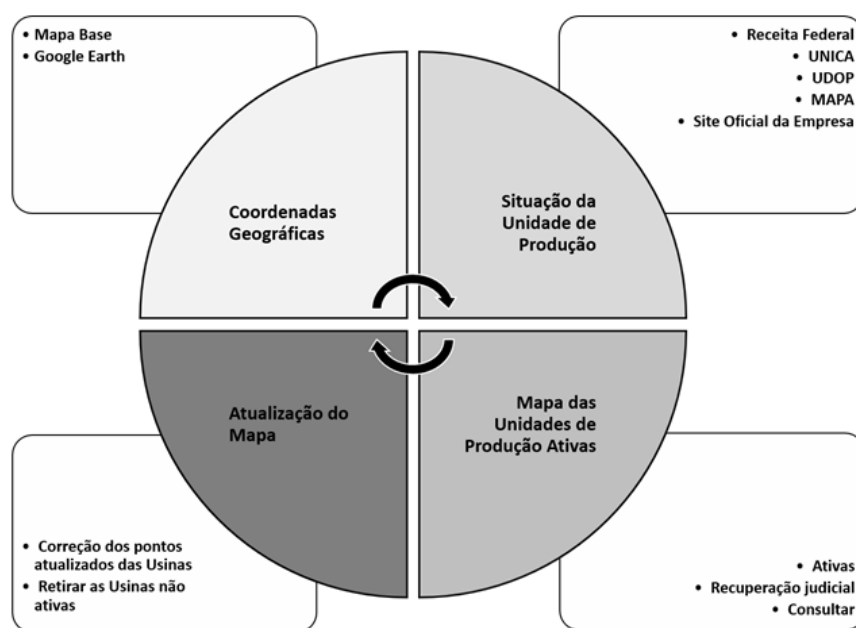 • Mapa Base
• Google Earth
• Receita Federal
• UNICA
• UDOP
• MAPA
• Site Oficial da Empresa
Coordenadas
Geográficas
Situação da
Unidade de
Produção
Atualização do
Mapa
Mapa das
Unidades de
Produção Ativas
• Correção dos pontos
atualizados das Usinas
• Retirar as Usinas não
ativas
• Ativas
• Recuperação judicial
• Consultar